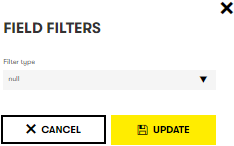 FIELD FILTERS
Filter type
null
CANCEL UPDATE